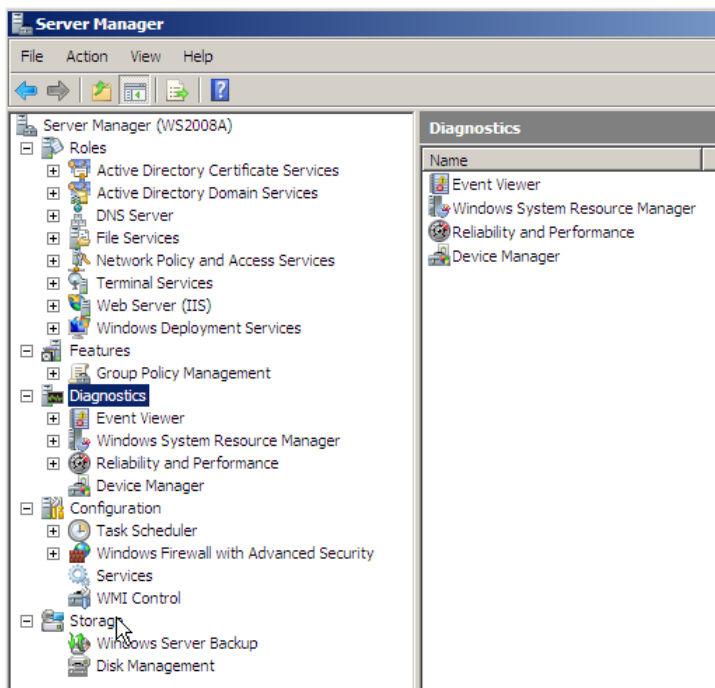 Server Manager
File Action View Help
Server Manager (WS2008A)
Roles
Active Directory Certificate Services
Active Directory Domain Services
DNS Server
File Services
Network Policy and Access Services
Terminal Services
Web Server (IIS)
Windows Deployment Services
Features
Group Policy Management
Diagnostics
Event Viewer
Windows System Resource Manager
Reliability and Performance
Device Manager
Configuration
Task Scheduler
Windows Firewall with Advanced Security
Services
WMI Control
Storage
Windows Server Backup
Disk Management
Diagnostics
Name
Event Viewer
Windows System Resource Manager
Reliability and Performance
Device Manager